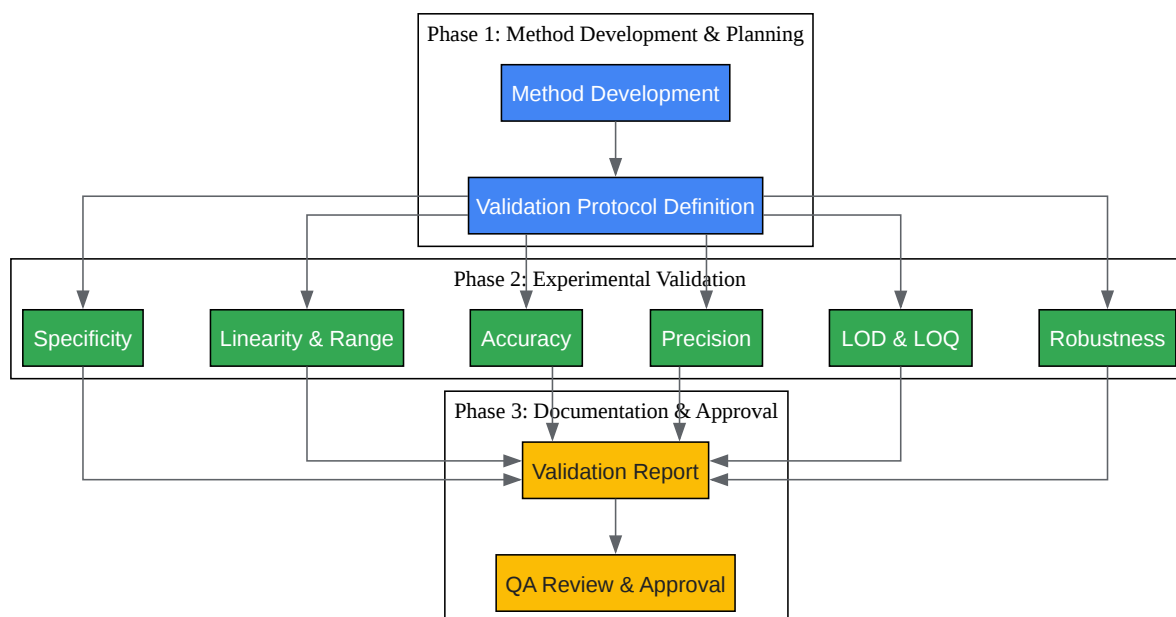 Phase 1: Method Development & Planning
Method Development
Validation Protocol Definition
Phase 2: Experimental Validation
Specificity
Linearity & Range
Accuracy
Precision
LOD & LOQ
Robustness
Phase 3: Documentation & Approval
Validation Report
QA Review & Approval